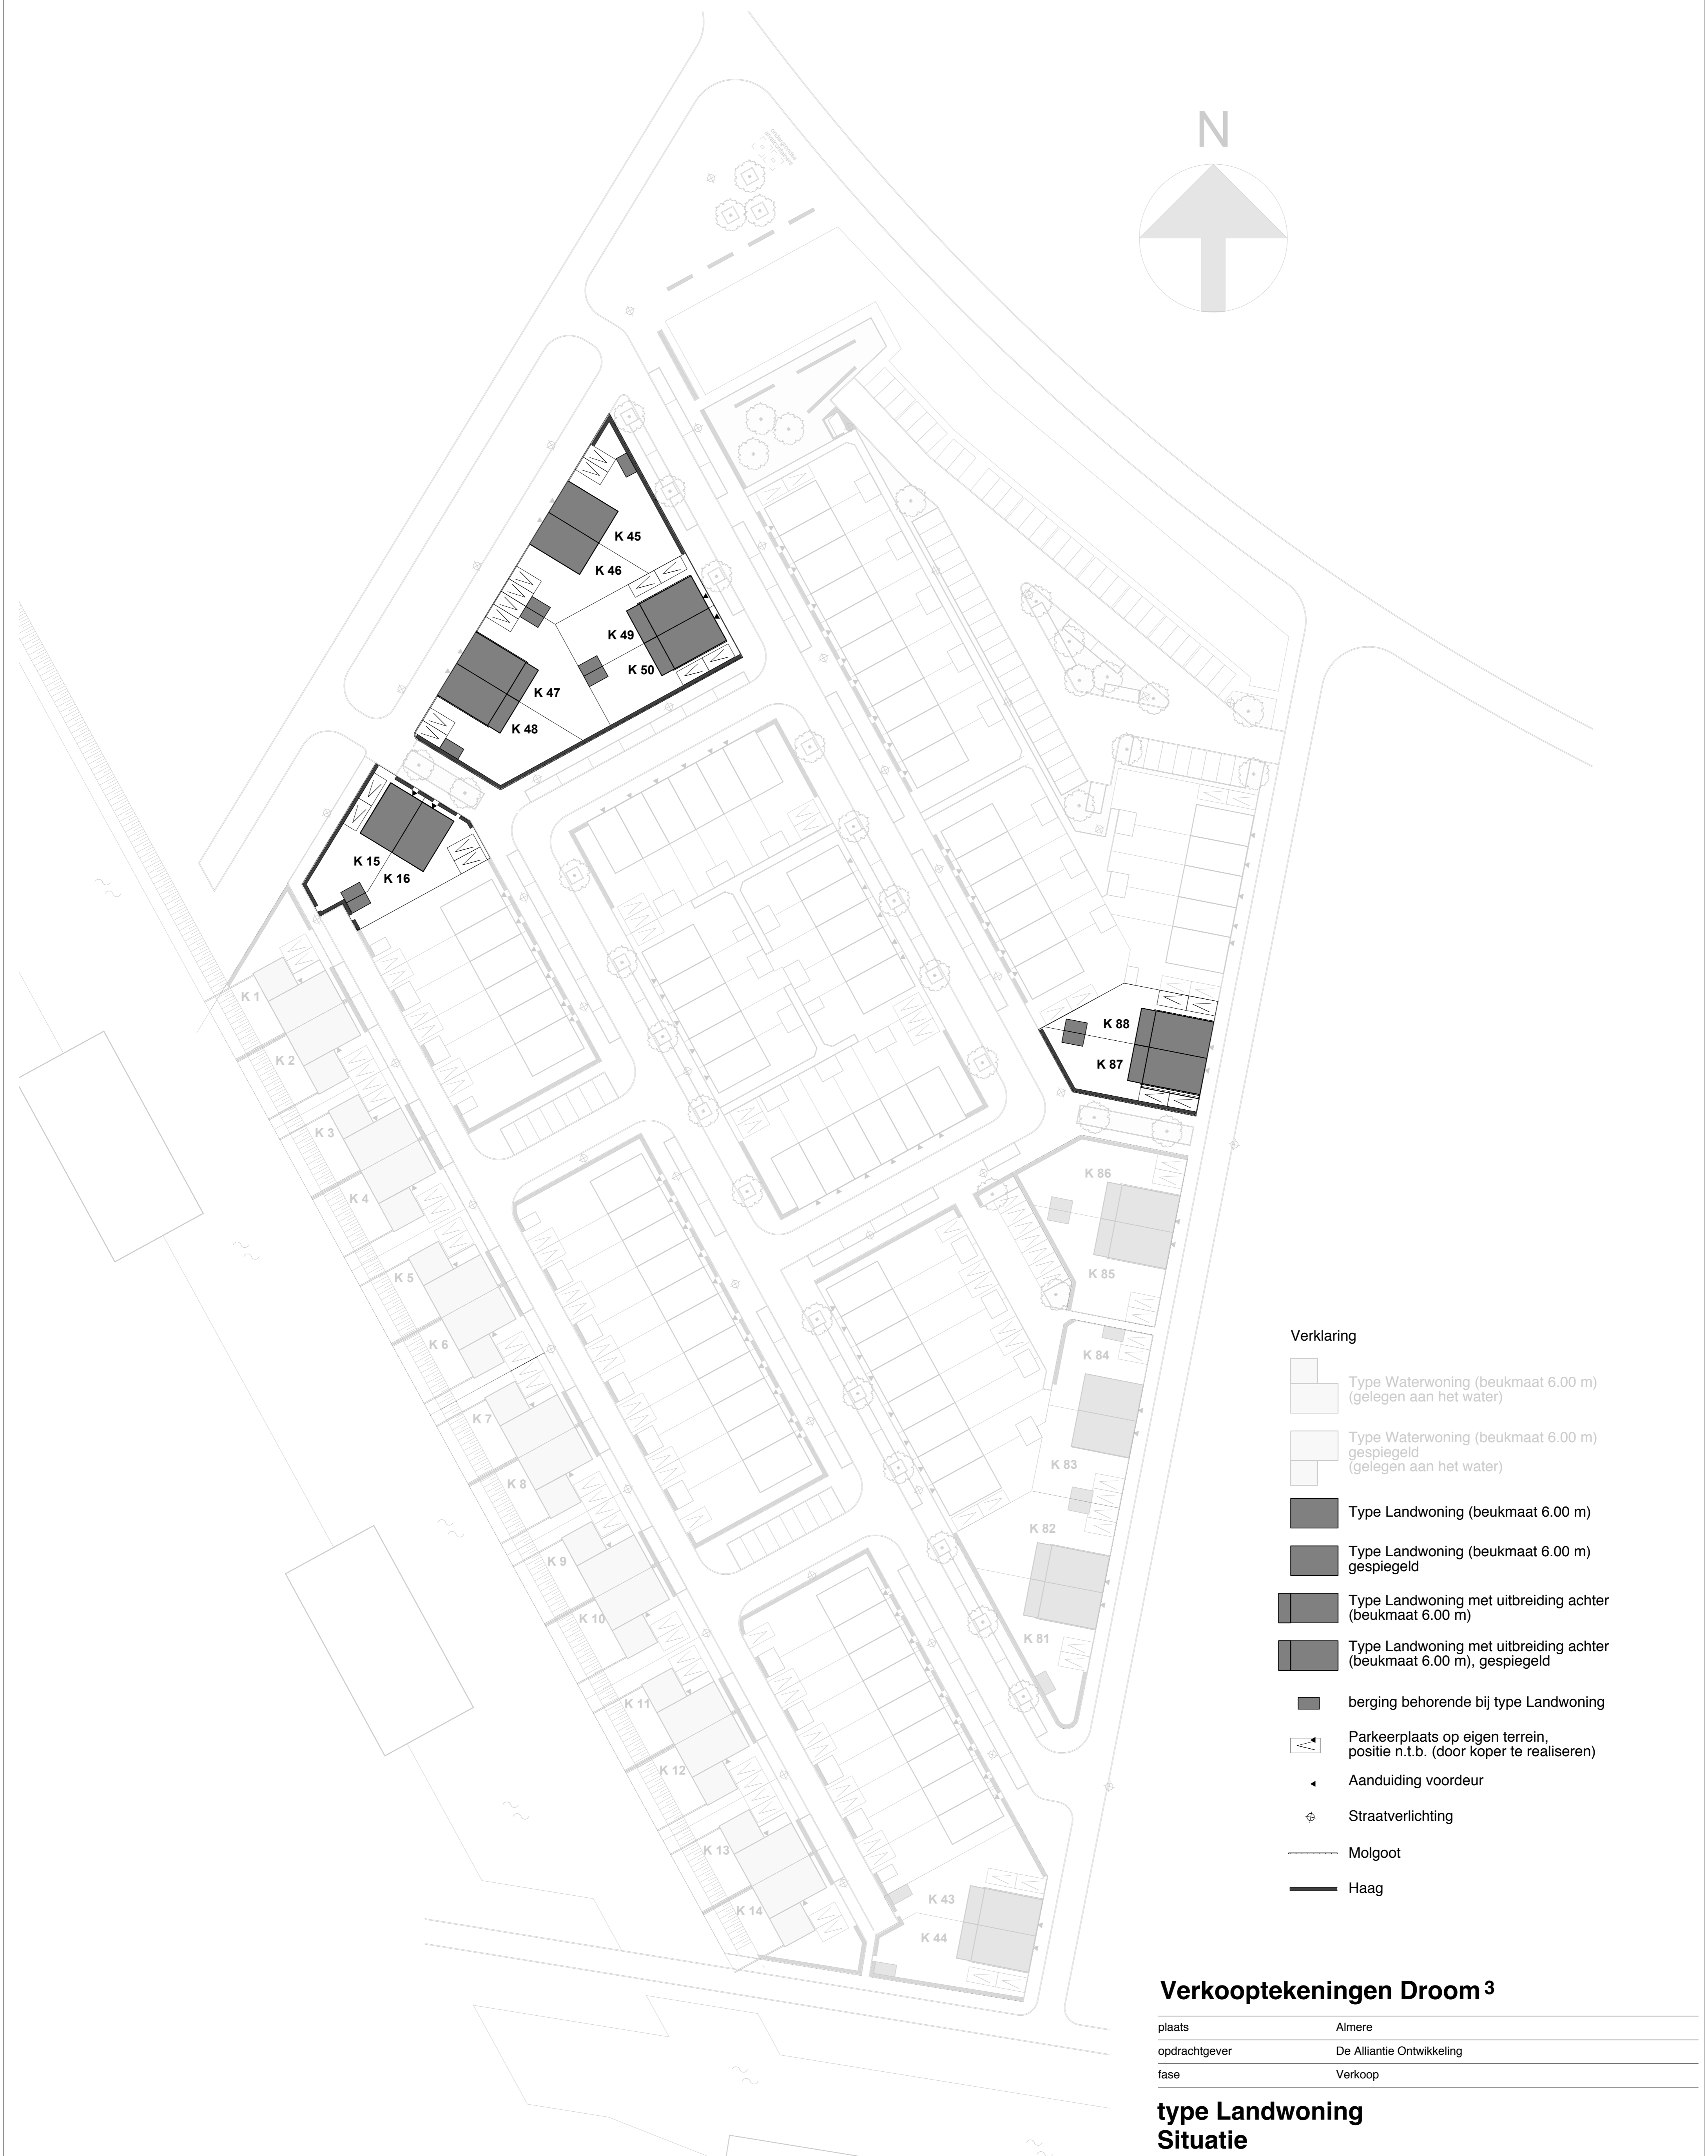 N
K 45
K 46
K 49
K 50
K 47
K 48
K 15
K 16
K 1
K 2
K 3
K 4
K 5
K 6
K 7
K 8
K 9
K 10
K 11
K 12
K 13
K 14
K 88
K 87
K 86
K 85
K 84
K 83
K 82
K 81
K 43
K 44
Verklaring
Type Waterwoning (beukmaat 6.00 m)
(gelegen aan het water)
Type Waterwoning (beukmaat 6.00 m)
gespiegeld
(gelegen aan het water)
Type Landwoning (beukmaat 6.00 m)
Type Landwoning (beukmaat 6.00 m)
gespiegeld
Type Landwoning met uitbreiding achter
(beukmaat 6.00 m)
Type Landwoning met uitbreiding achter
(beukmaat 6.00 m), gespiegeld
berging behorende bij type Landwoning
Parkeerplaats op eigen terrein,
positie n.t.b. (door koper te realiseren)
Aanduiding voordeur
Straatverlichting
Molgoot
Haag
Verkooptekeningen Droom 3
plaats Almere
opdrachtgever De Alliantie Ontwikkeling
fase Verkoop
type Landwoning
Situatie